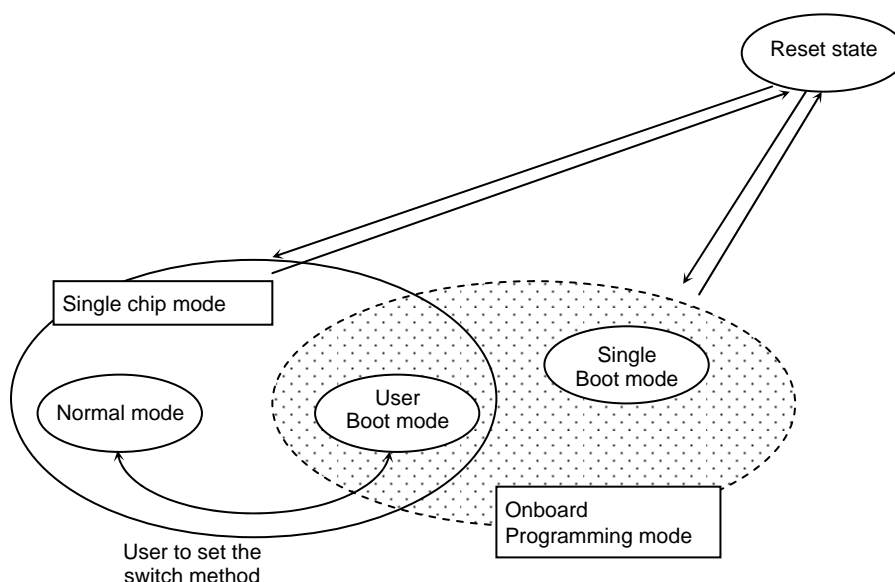 Reset state
Single chip mode
Single
Boot mode
Normal mode
User
Boot mode
Onboard
Programming mode
User to set the
switch method